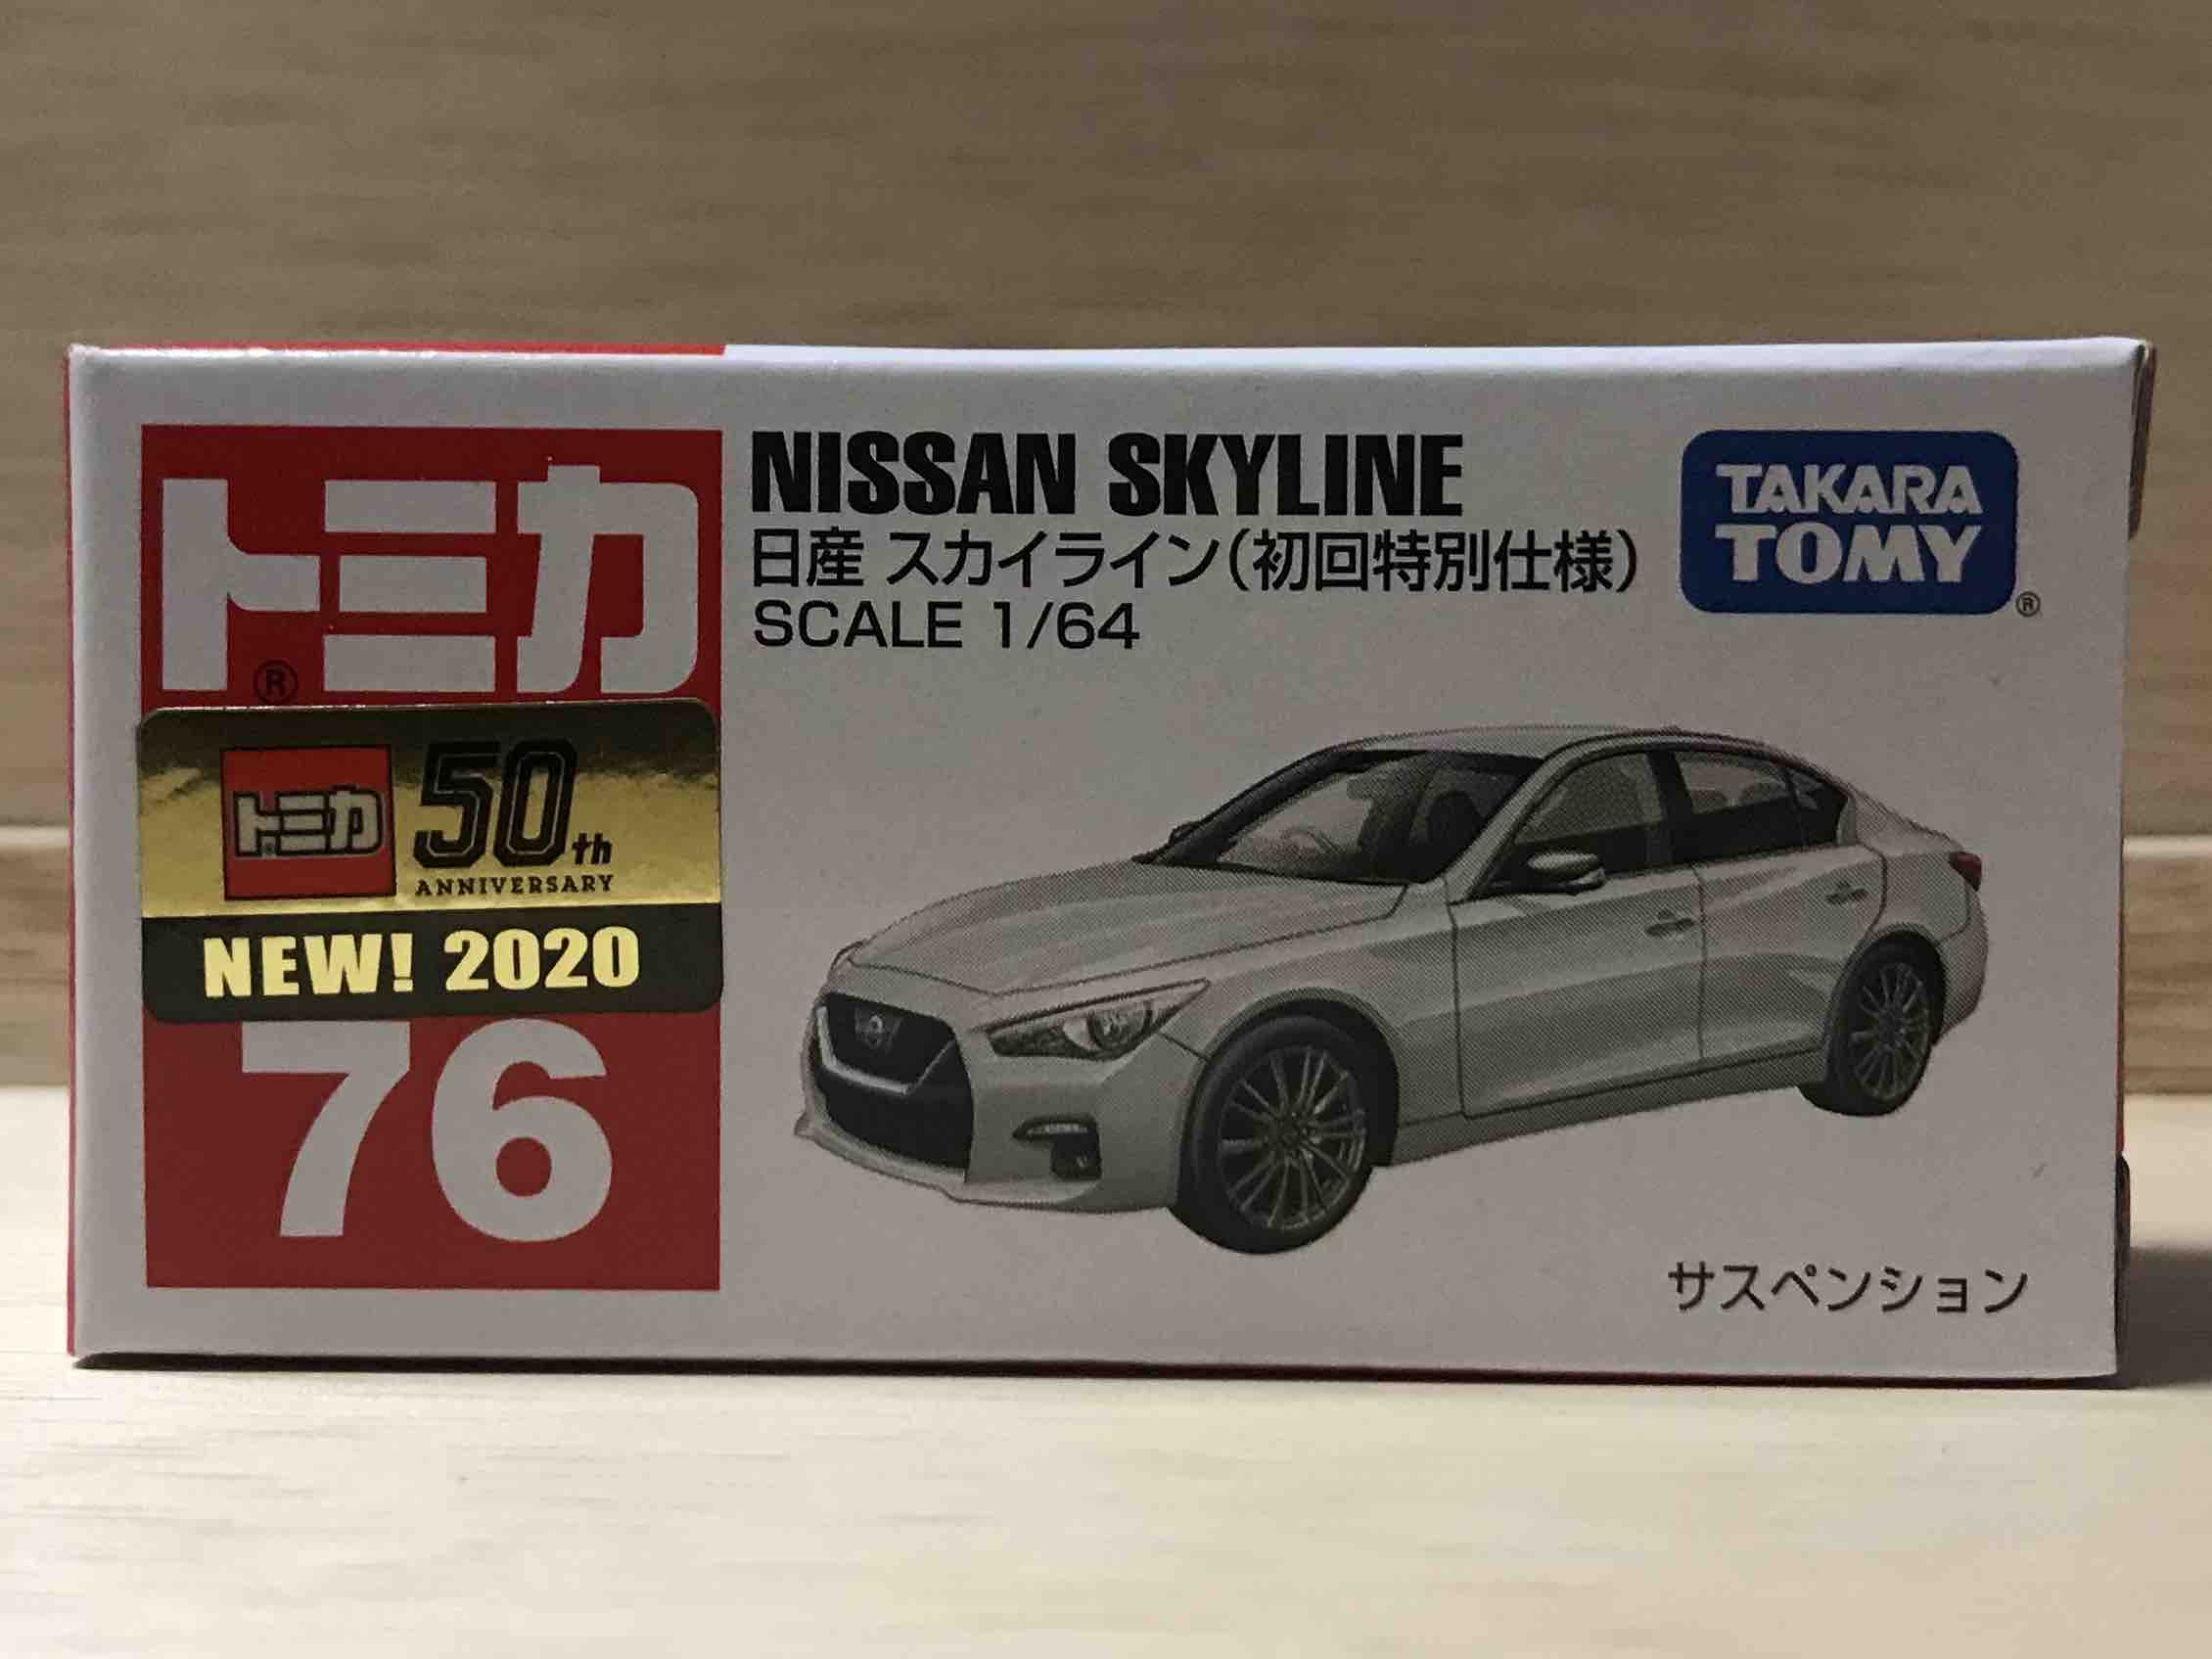 トミカ
®
トミカ
50th
ANNIVERSARY
NEW! 2020
76
NISSAN SKYLINE
日産 スカイライン(初回特別仕様)
SCALE 1/64
TAKARA
TOMY
®
サスペンション